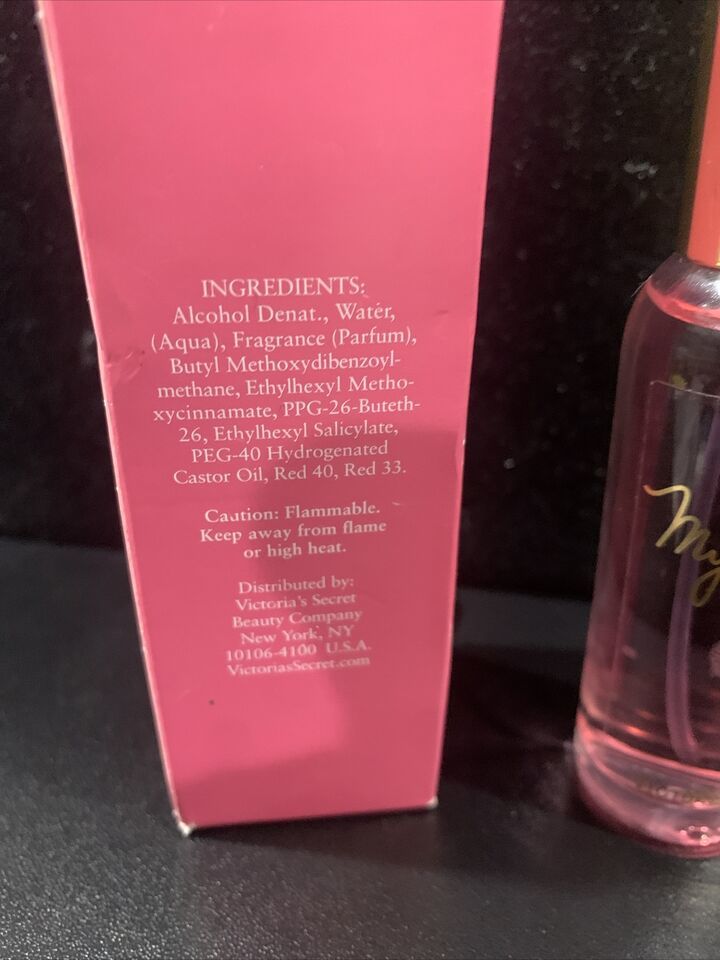 INGREDIENTS:
Alcohol Denat., Water,
(Aqua), Fragrance (Parfum),
Butyl Methoxydibenzoyl-
methane, Ethylhexyl Metho-
xycinnamate, PPG-26-Buteth-
26, Ethylhexyl Salicylate,
PEG-40 Hydrogenated
Castor Oil, Red 40, Red 33.
Caution: Flammable.
Keep away from flame
or high heat.
Distributed by:
Victoria's Secret
Beauty Company
New York, NY
10106-4100 U.S.A.
VictoriasSecret.com
My